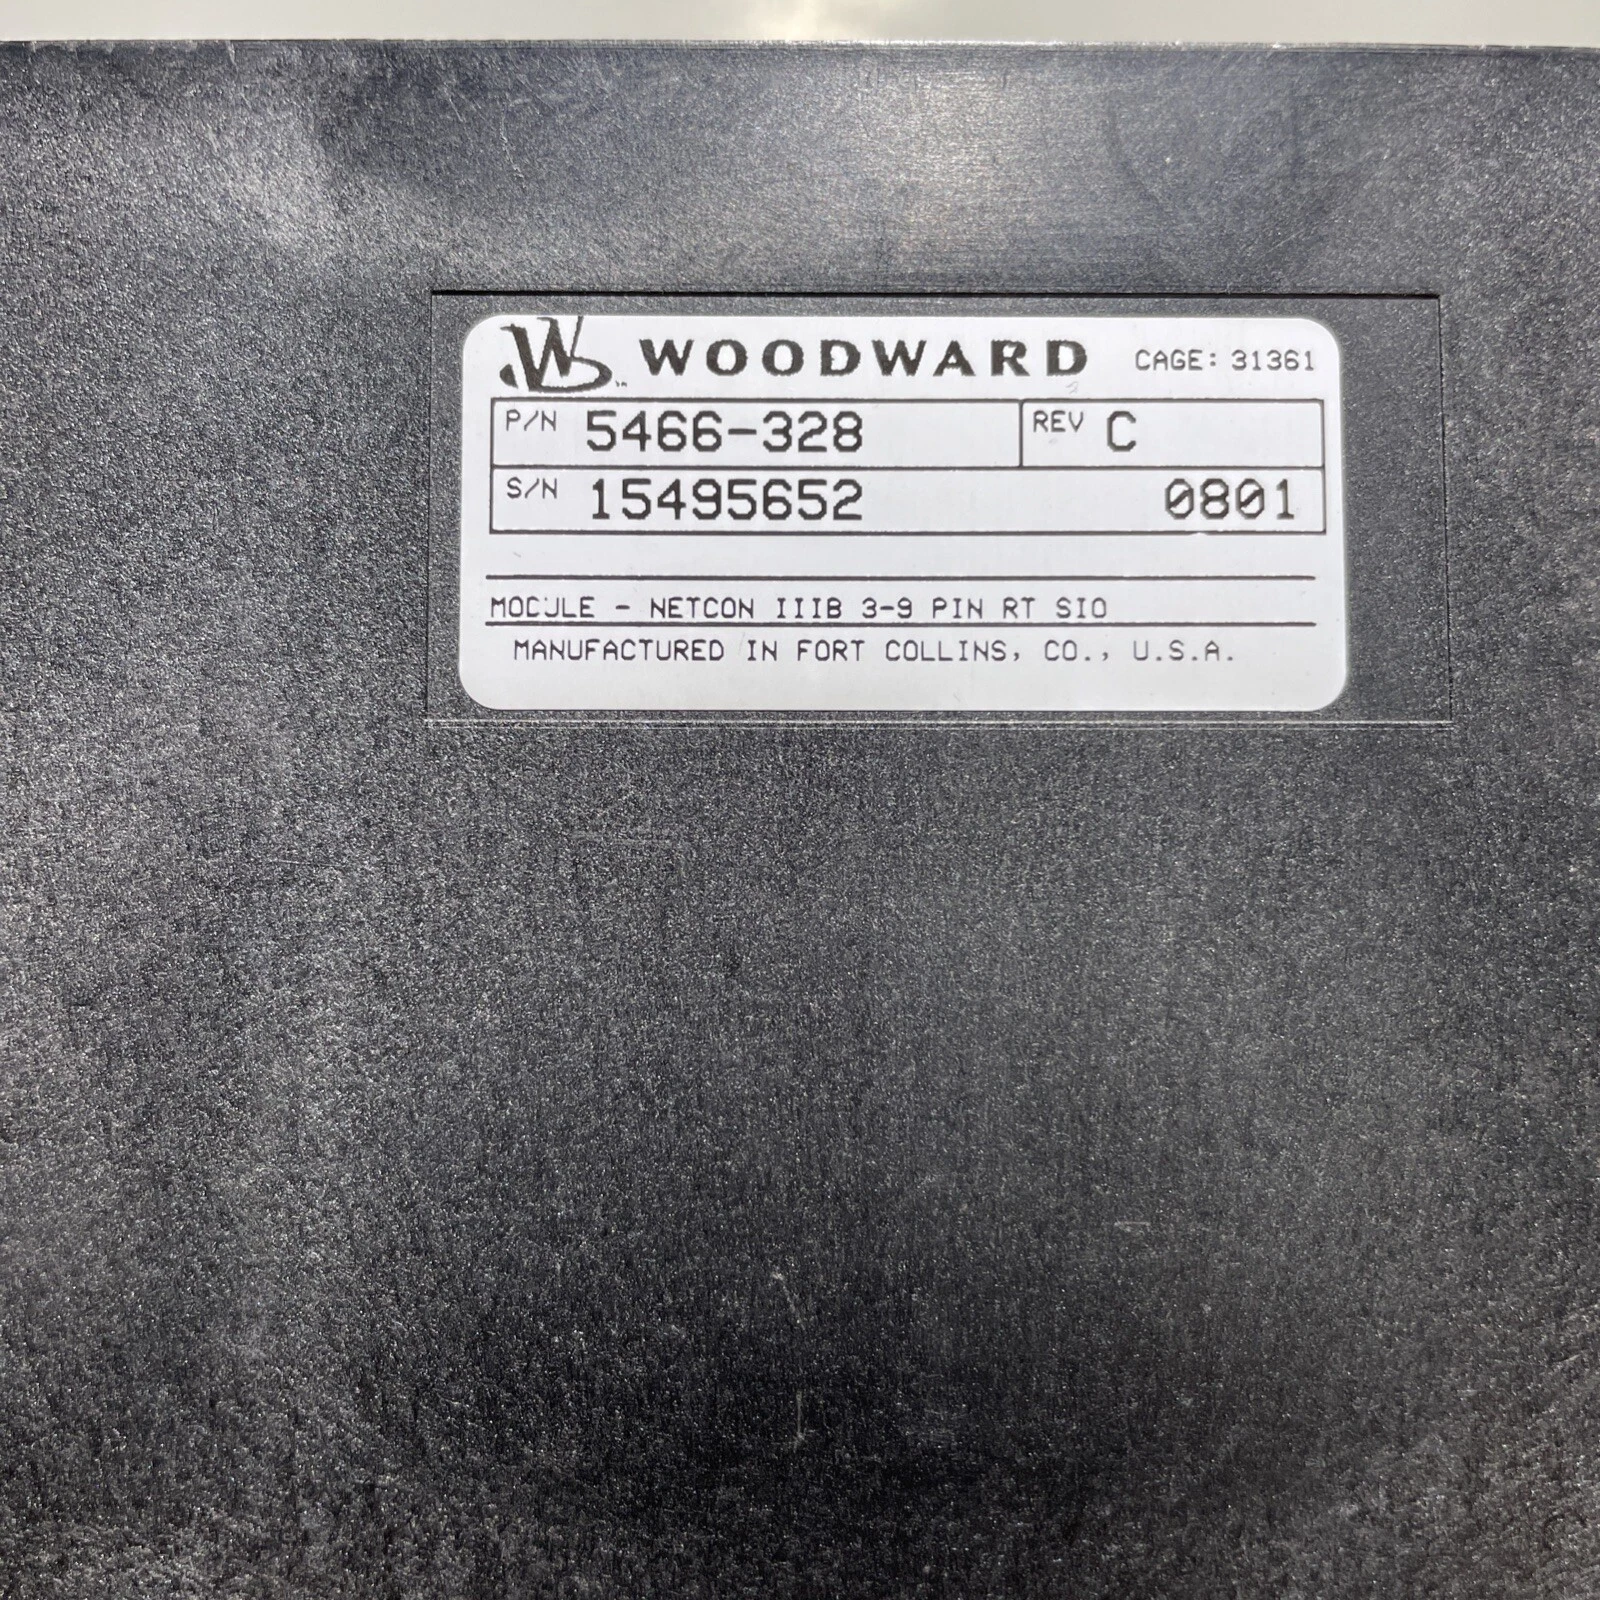 WOODWARD CAGE: 31361
P/N 5466-328 REV C
S/N 15495652 0801
MODULE - NETCON IIIB 3-9 PIN RT SIO
MANUFACTURED IN FORT COLLINS, CO., U.S.A.